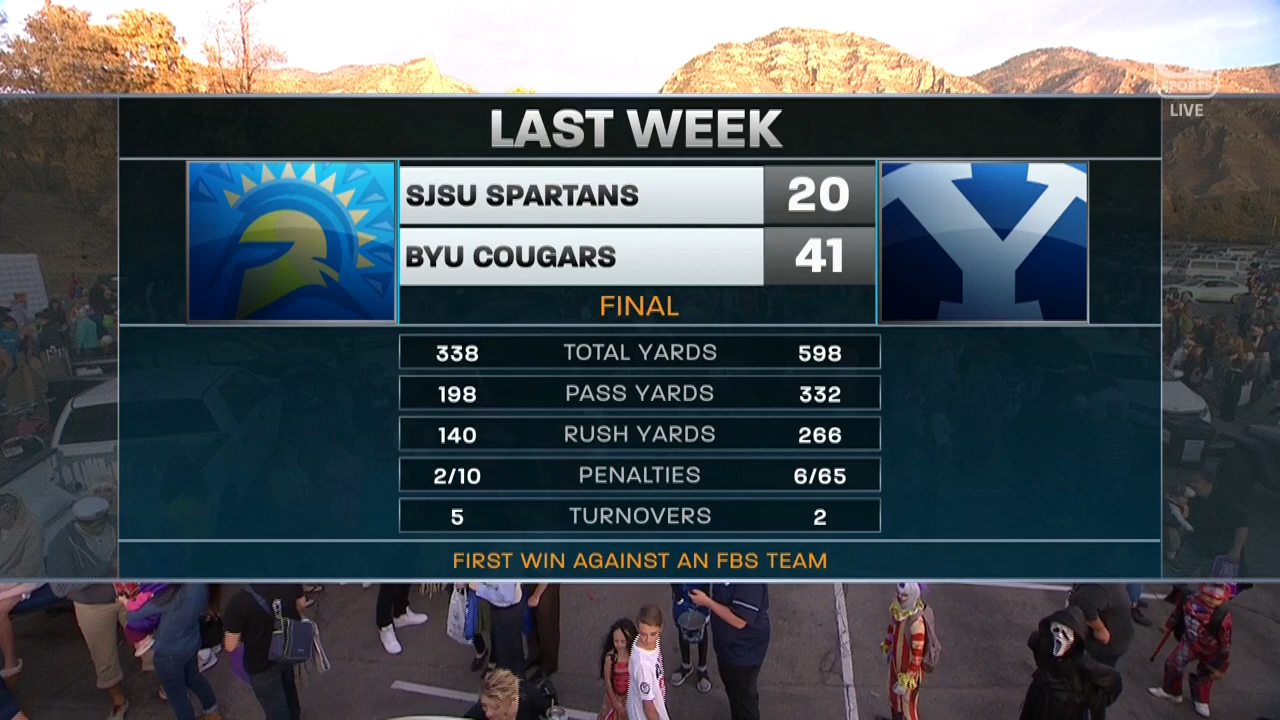 SPORTS
LIVE
LAST WEEK
SJSU SPARTANS 20
BYU COUGARS 41
FINAL
338 TOTAL YARDS 598
198 PASS YARDS 332
140 RUSH YARDS 266
2/10 PENALTIES 6/65
5 TURNOVERS 2
FIRST WIN AGAINST AN FBS TEAM